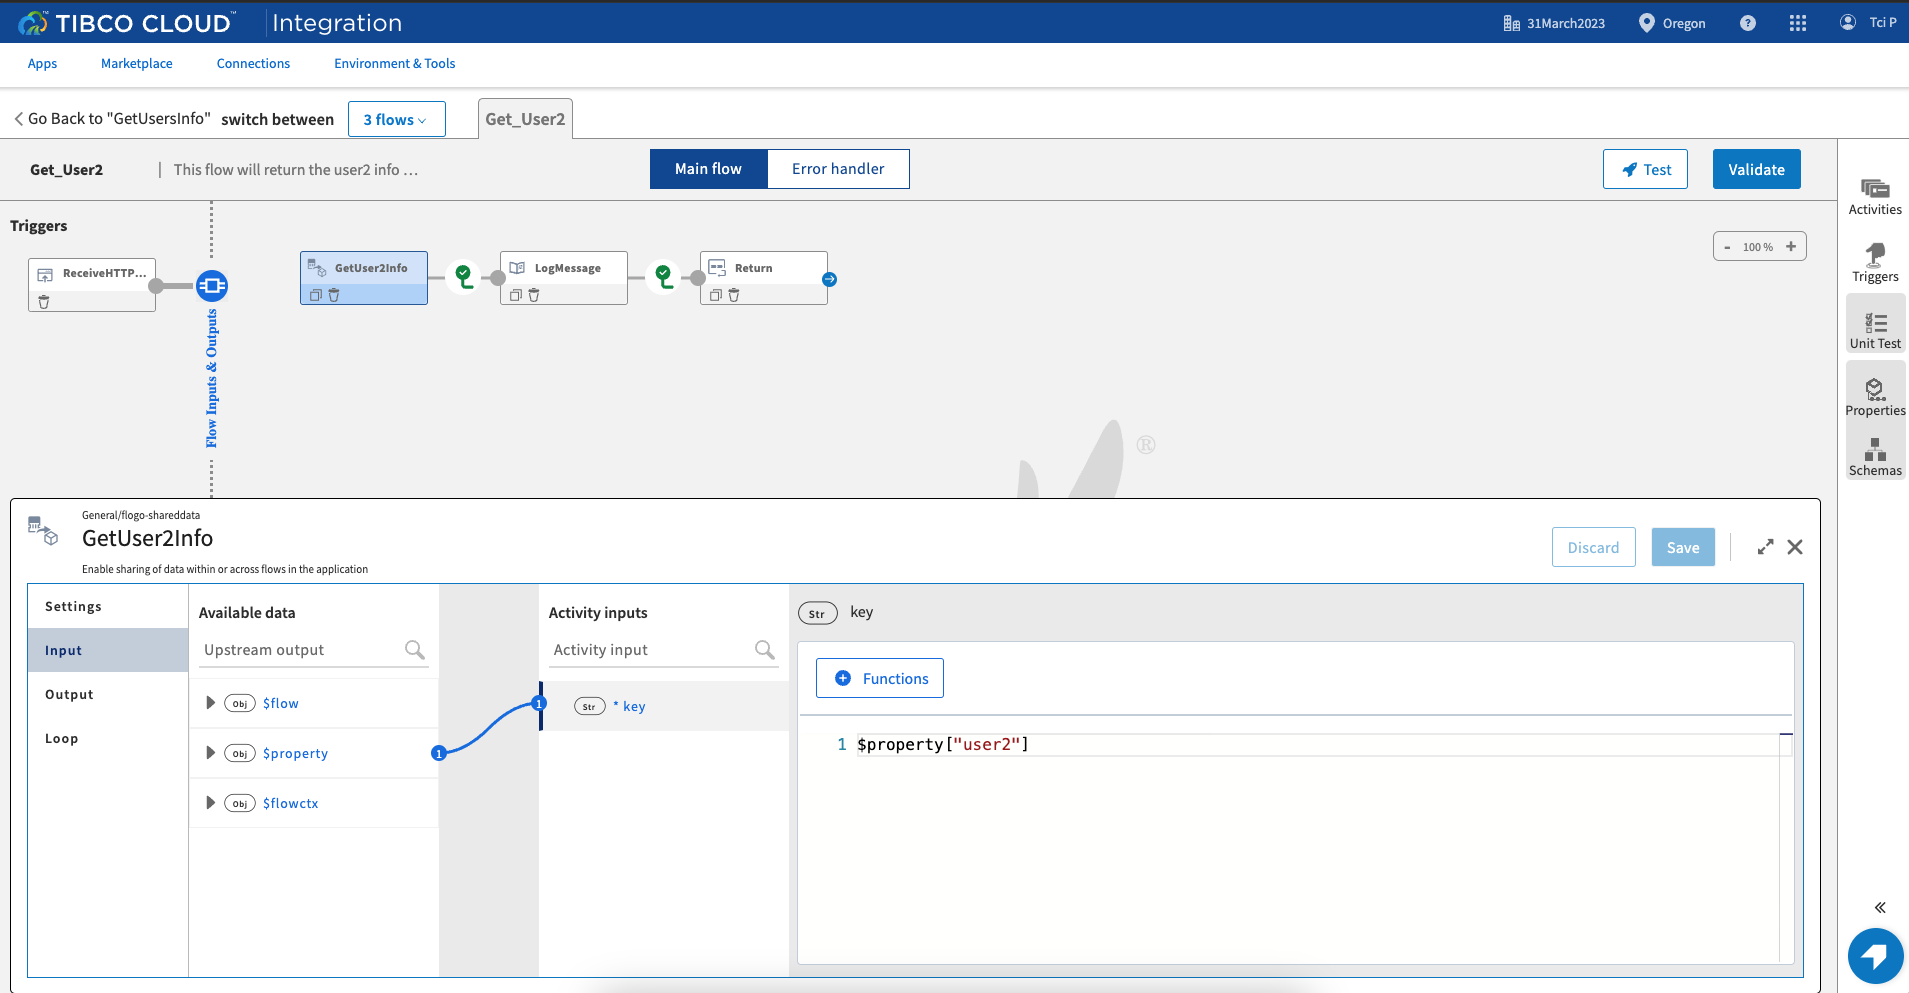 TIBCO CLOUD™ Integration
31March2023
Oregon
?
Tci P
Apps
Marketplace
Connections
Environment & Tools
Go Back to "GetUsersInfo"
switch between
3 flows
Get_User2
Get_User2
This flow will return the user2 info ...
Main flow
Error handler
Test
Validate
Triggers
- 100 % +
ReceiveHTTP...
GetUser2Info
LogMessage
Return
Flow Inputs & Outputs
®
Activities
Triggers
Unit Test
Properties
Schemas
General/flogo-shareddata
GetUser2Info
Enable sharing of data within or across flows in the application
Discard
Save
Settings
Input
Output
Loop
Available data
Upstream output
Obj $flow
Obj $property
1
Obj $flowctx
Activity inputs
Activity input
1
Str * key
Str key
Functions
1 $property["user2"]